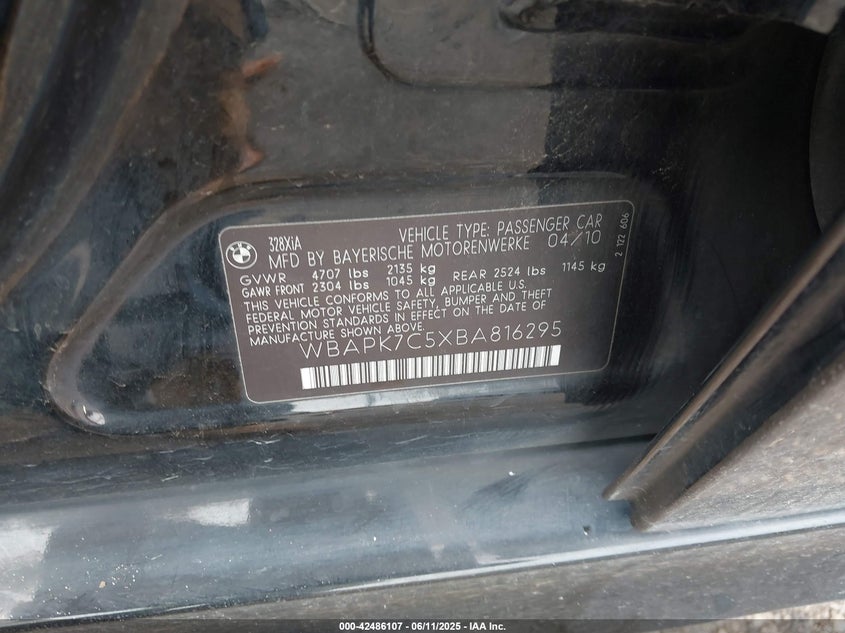 BMW
328XiA
VEHICLE TYPE: PASSENGER CAR
MFD BY BAYERISCHE MOTORENWERKE 04/10
GVWR 4707 lbs 2135 kg
GAWR FRONT 2304 lbs 1045 kg REAR 2524 lbs 1145 kg
THIS VEHICLE CONFORMS TO ALL APPLICABLE U.S.
FEDERAL MOTOR VEHICLE SAFETY, BUMPER AND THEFT
PREVENTION STANDARDS IN EFFECT ON THE DATE OF
MANUFACTURE SHOWN ABOVE.
WBAPK7C5XBA816295
2 122 606
000-42486107 - 06/11/2025 - IAA Inc.